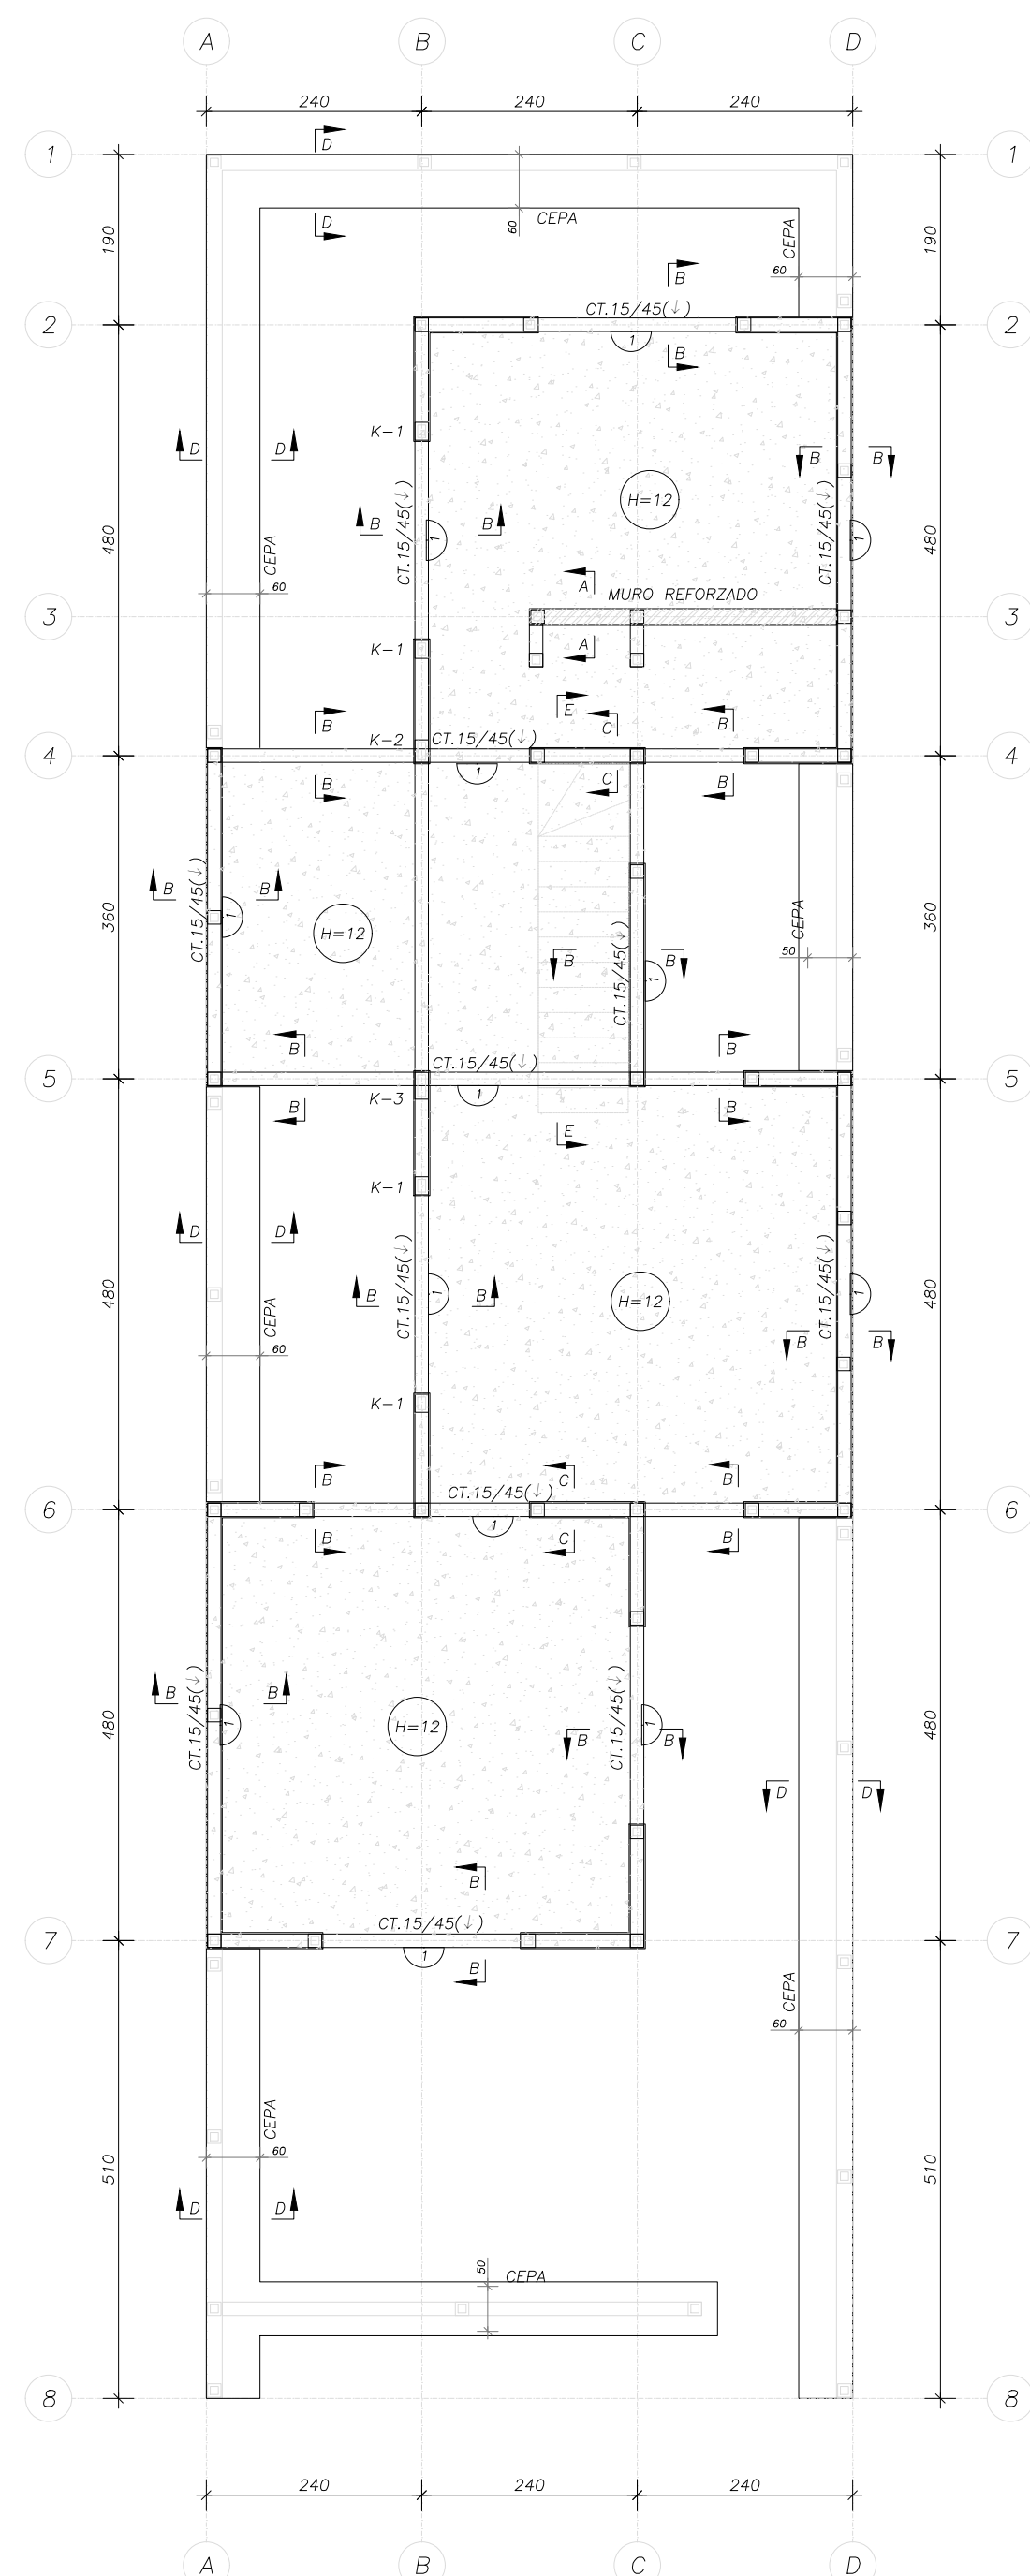 A B C D
240 240 240
D
1 1
190 CEPA 60 190
D CEPA 60
B
CT.15/45(↓)
2 2
1
B
K-1
D D B B
H=12
CT.15/45(↓) CT.15/45(↓)
480 B B 1 1 480
CEPA
60 A MURO REFORZADO
3 3
K-1 A
E
B C B
K-2 CT.15/45(↓)
4 4
1
B C B
B B
CT.15/45(↓) 1
360 H=12 CEPA 360
CT.15/45(↓)
B B 50
1
B B
CT.15/45(↓)
5 5
1
K-3
B B
E
K-1
D D
CT.15/45(↓) CT.15/45(↓)
480 B B 1 H=12 1 480
CEPA
B B
60
K-1
B C B
CT.15/45(↓)
6 6
1
B C B
B B
CT.15/45(↓) CT.15/45(↓)
480 1 H=12 1 480
B B
D D
B
CT.15/45(↓)
7 7
1
B
CEPA
60
CEPA
60
510 510
D D
50 CEPA
8 8
240 240 240
A B C D